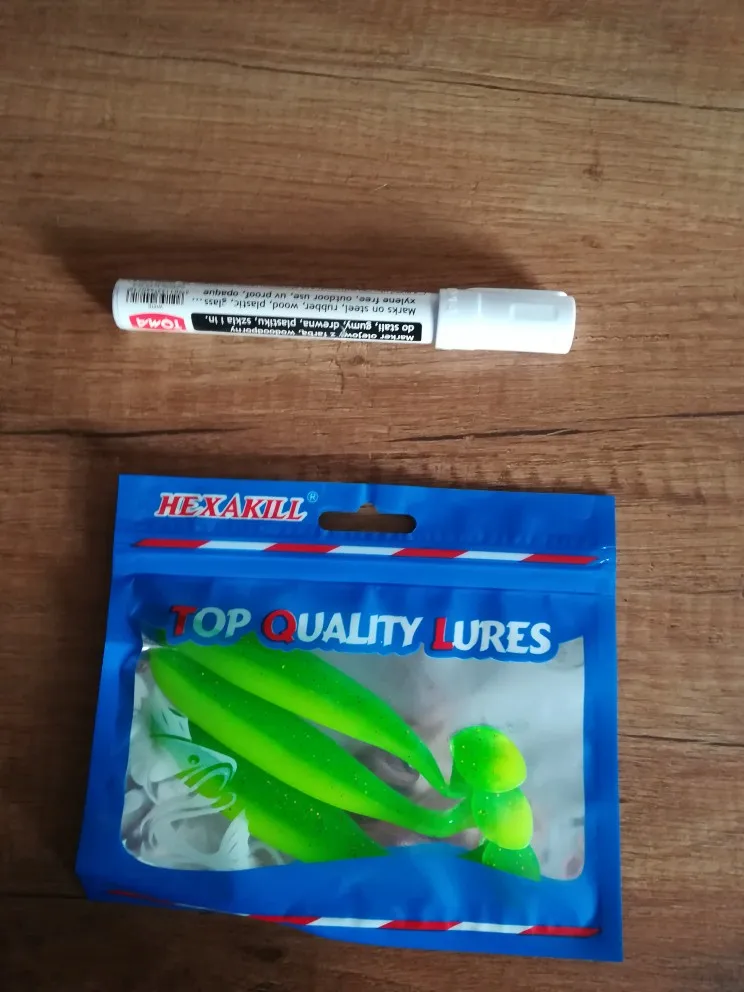 TOMA
WHITE
Marker olejowy z farbą, wodoodporny
do stali, gumy, drewna, plastiku, szkła i in.
Marks on steel, rubber, wood, plastic, glass...
xylene free, outdoor use, uv proof, opaque
HEXAKILL®
TOP QUALITY LURES